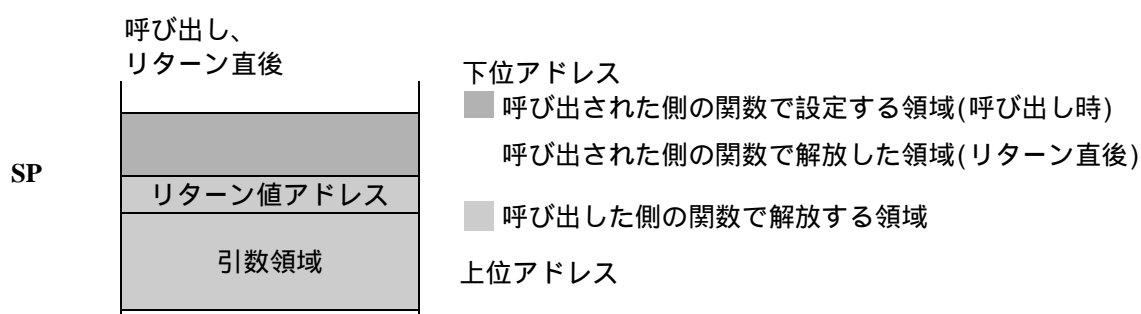 呼び出し、
リターン直後
下位アドレス
呼び出された側の関数で設定する領域(呼び出し時)
呼び出された側の関数で解放した領域(リターン直後)
SP
リターン値アドレス
呼び出した側の関数で解放する領域
引数領域
上位アドレス